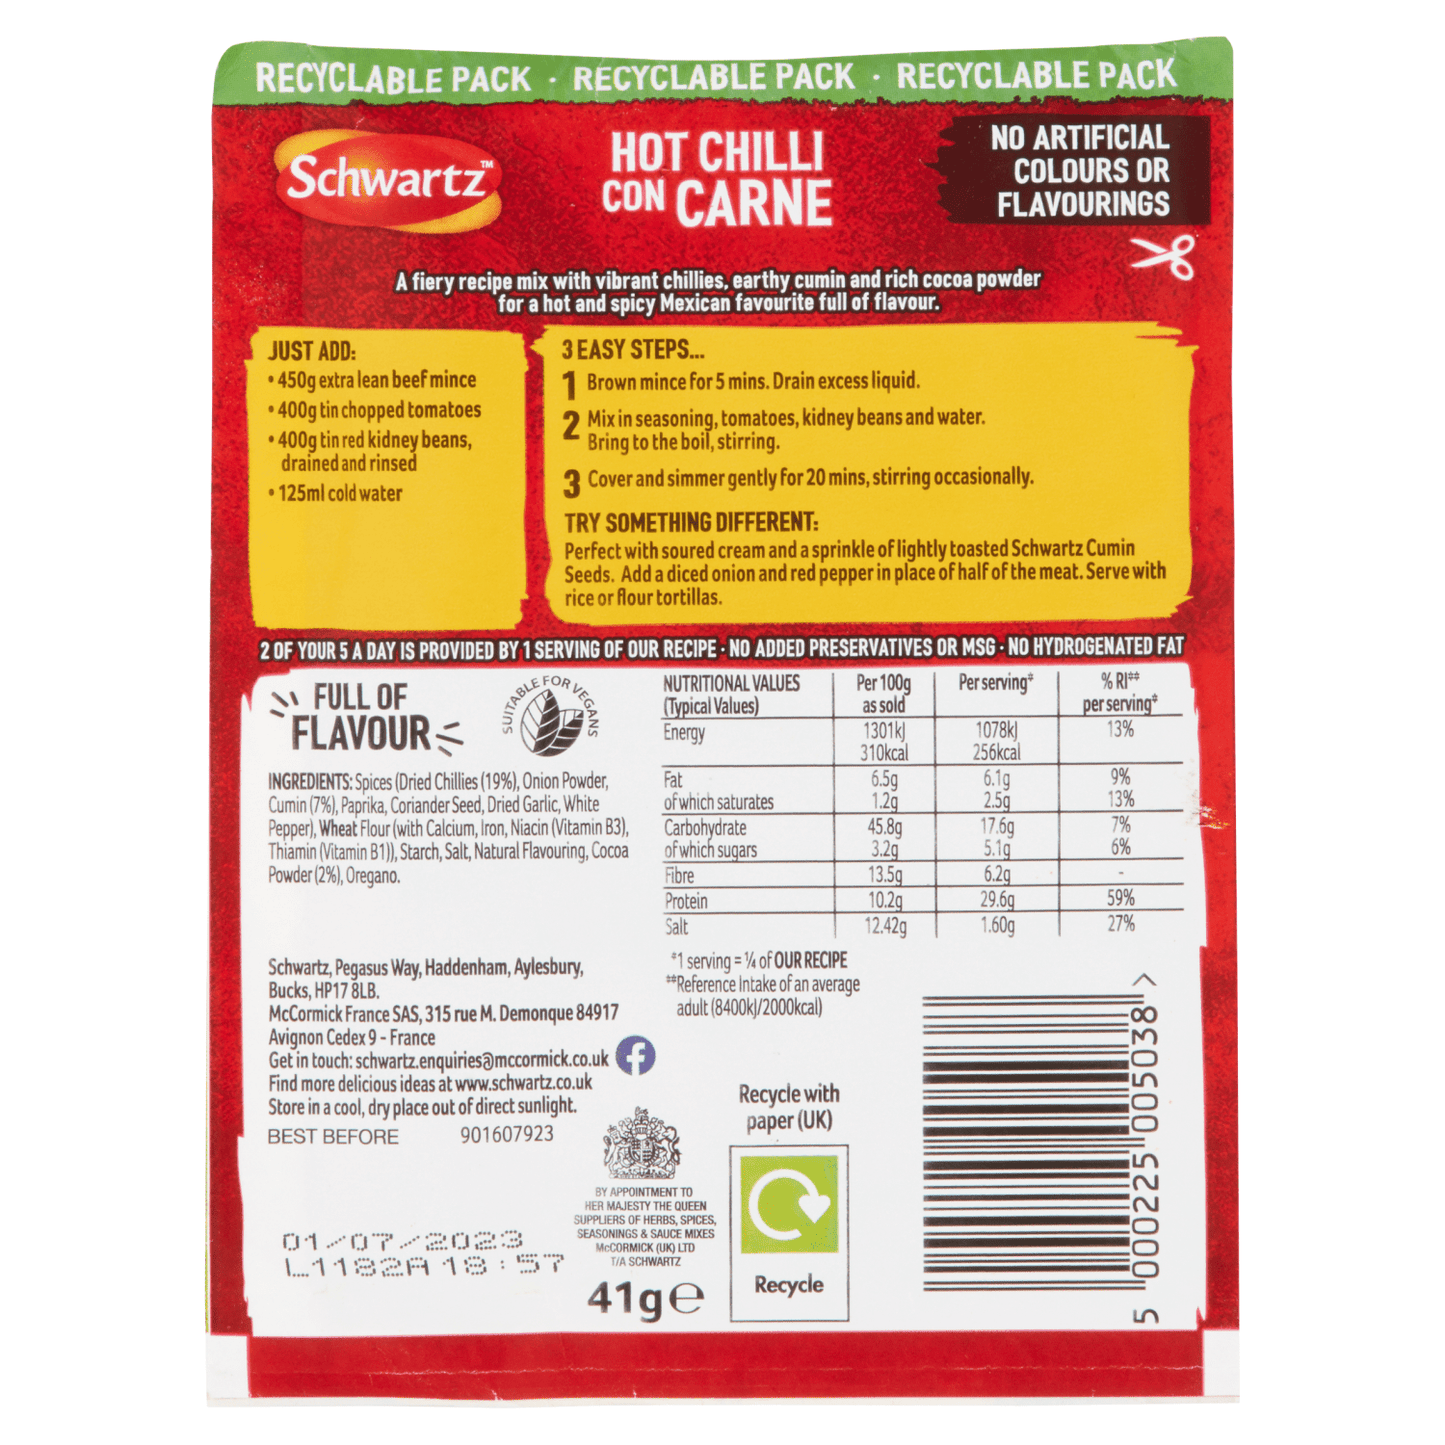 RECYCLABLE PACK · RECYCLABLE PACK · RECYCLABLE PACK
Schwartz™
HOT CHILLI
CON CARNE
NO ARTIFICIAL
COLOURS OR
FLAVOURINGS
A fiery recipe mix with vibrant chillies, earthy cumin and rich cocoa powder
for a hot and spicy Mexican favourite full of flavour.
JUST ADD:
• 450g extra lean beef mince
• 400g tin chopped tomatoes
• 400g tin red kidney beans,
drained and rinsed
• 125ml cold water
3 EASY STEPS...
1 Brown mince for 5 mins. Drain excess liquid.
2 Mix in seasoning, tomatoes, kidney beans and water.
Bring to the boil, stirring.
3 Cover and simmer gently for 20 mins, stirring occasionally.
TRY SOMETHING DIFFERENT:
Perfect with soured cream and a sprinkle of lightly toasted Schwartz Cumin
Seeds. Add a diced onion and red pepper in place of half of the meat. Serve with
rice or flour tortillas.
2 OF YOUR 5 A DAY IS PROVIDED BY 1 SERVING OF OUR RECIPE · NO ADDED PRESERVATIVES OR MSG · NO HYDROGENATED FAT
FULL OF
FLAVOUR
SUITABLE FOR VEGANS
INGREDIENTS: Spices (Dried Chillies (19%), Onion Powder,
Cumin (7%), Paprika, Coriander Seed, Dried Garlic, White
Pepper), Wheat Flour (with Calcium, Iron, Niacin (Vitamin B3),
Thiamin (Vitamin B1)), Starch, Salt, Natural Flavouring, Cocoa
Powder (2%), Oregano.
NUTRITIONAL VALUES Per 100g Per serving‡ % RI‡‡
(Typical Values) as sold per serving‡
Energy 1301kJ 1078kJ 13%
310kcal 256kcal
Fat 6.5g 6.1g 9%
of which saturates 1.2g 2.5g 13%
Carbohydrate 45.8g 17.6g 7%
of which sugars 3.2g 5.1g 6%
Fibre 13.5g 6.2g -
Protein 10.2g 29.6g 59%
Salt 12.42g 1.60g 27%
‡1 serving = ¼ of OUR RECIPE
‡‡Reference Intake of an average
adult (8400kJ/2000kcal)
Schwartz, Pegasus Way, Haddenham, Aylesbury,
Bucks, HP17 8LB.
McCormick France SAS, 315 rue M. Demonque 84917
Avignon Cedex 9 - France
Get in touch: schwartz.enquiries@mccormick.co.uk
Find more delicious ideas at www.schwartz.co.uk
Store in a cool, dry place out of direct sunlight.
BEST BEFORE 901607923
01/07/2023
L1182A 18:57
BY APPOINTMENT TO
HER MAJESTY THE QUEEN
SUPPLIERS OF HERBS, SPICES,
SEASONINGS & SAUCE MIXES
McCORMICK (UK) LTD
T/A SCHWARTZ
41g℮
Recycle with
paper (UK)
Recycle
5 000225 005038 >